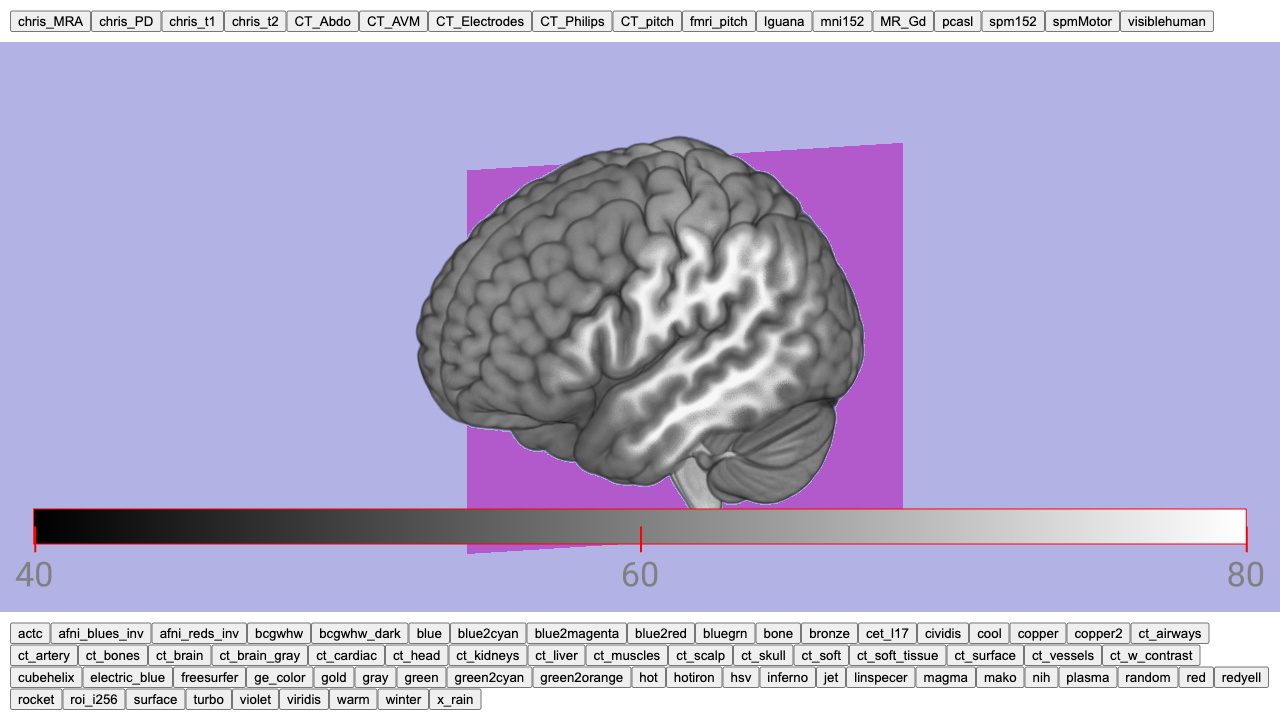 chris_MRA chris_PD chris_t1 chris_t2 CT_Abdo CT_AVM CT_Electrodes CT_Philips CT_pitch fmri_pitch Iguana mni152 MR_Gd pcasl spm152 spmMotor visiblehuman
40 60 80
actc afni_blues_inv afni_reds_inv bcgwhw bcgwhw_dark blue blue2cyan blue2magenta blue2red bluegrn bone bronze cet_l17 cividis cool copper copper2 ct_airways
ct_artery ct_bones ct_brain ct_brain_gray ct_cardiac ct_head ct_kidneys ct_liver ct_muscles ct_scalp ct_skull ct_soft ct_soft_tissue ct_surface ct_vessels ct_w_contrast
cubehelix electric_blue freesurfer ge_color gold gray green green2cyan green2orange hot hotiron hsv inferno jet linspecer magma mako nih plasma random red redyell
rocket roi_i256 surface turbo violet viridis warm winter x_rain